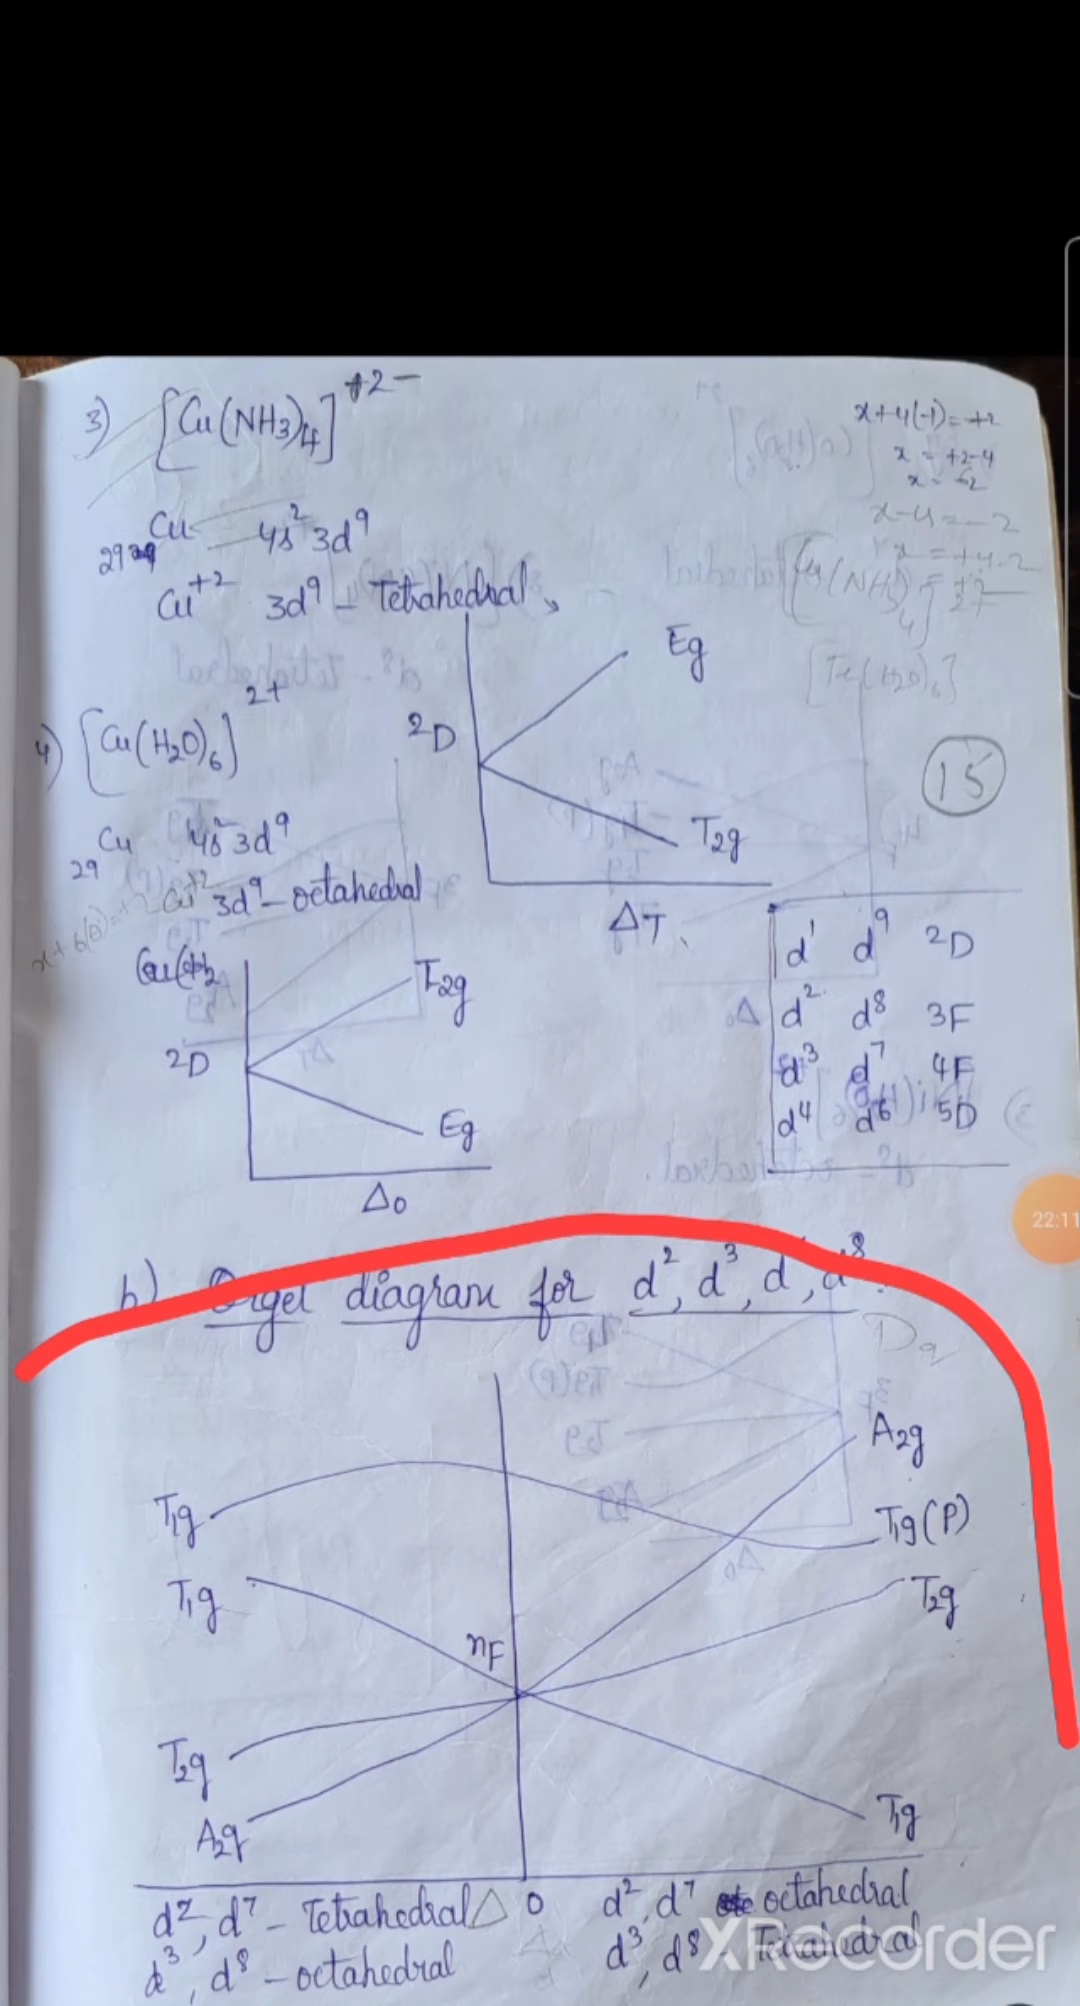 3) [Cu(NH3)4]+2-
x+4(-1)=+2
x = +2-4
29 Cu 4s2 3d9
Cu+2 3d9 - Tetrahedral
Eg
2D
T2g
ΔT
[Fe(H2O)6]
15
4) [Cu(H2O)6]2+
29 Cu 4s2 3d9
Cu+2 3d9 - octahedral
T2g
2D
Eg
Δo
d1 d9 2D
d2 d8 3F
d3 d7 4F
d4 d6 5D
22:11
b) Orgel diagram for d2, d3, d , d8
Dq
A2g
T1g
T1g(P)
T1g
T2g
nF
T2g
A2g
T1g
d2, d7 - Tetrahedral Δ 0 d2, d7 octahedral
d3, d8 - octahedral d3, d8 - Tetrahedral
XRecorder